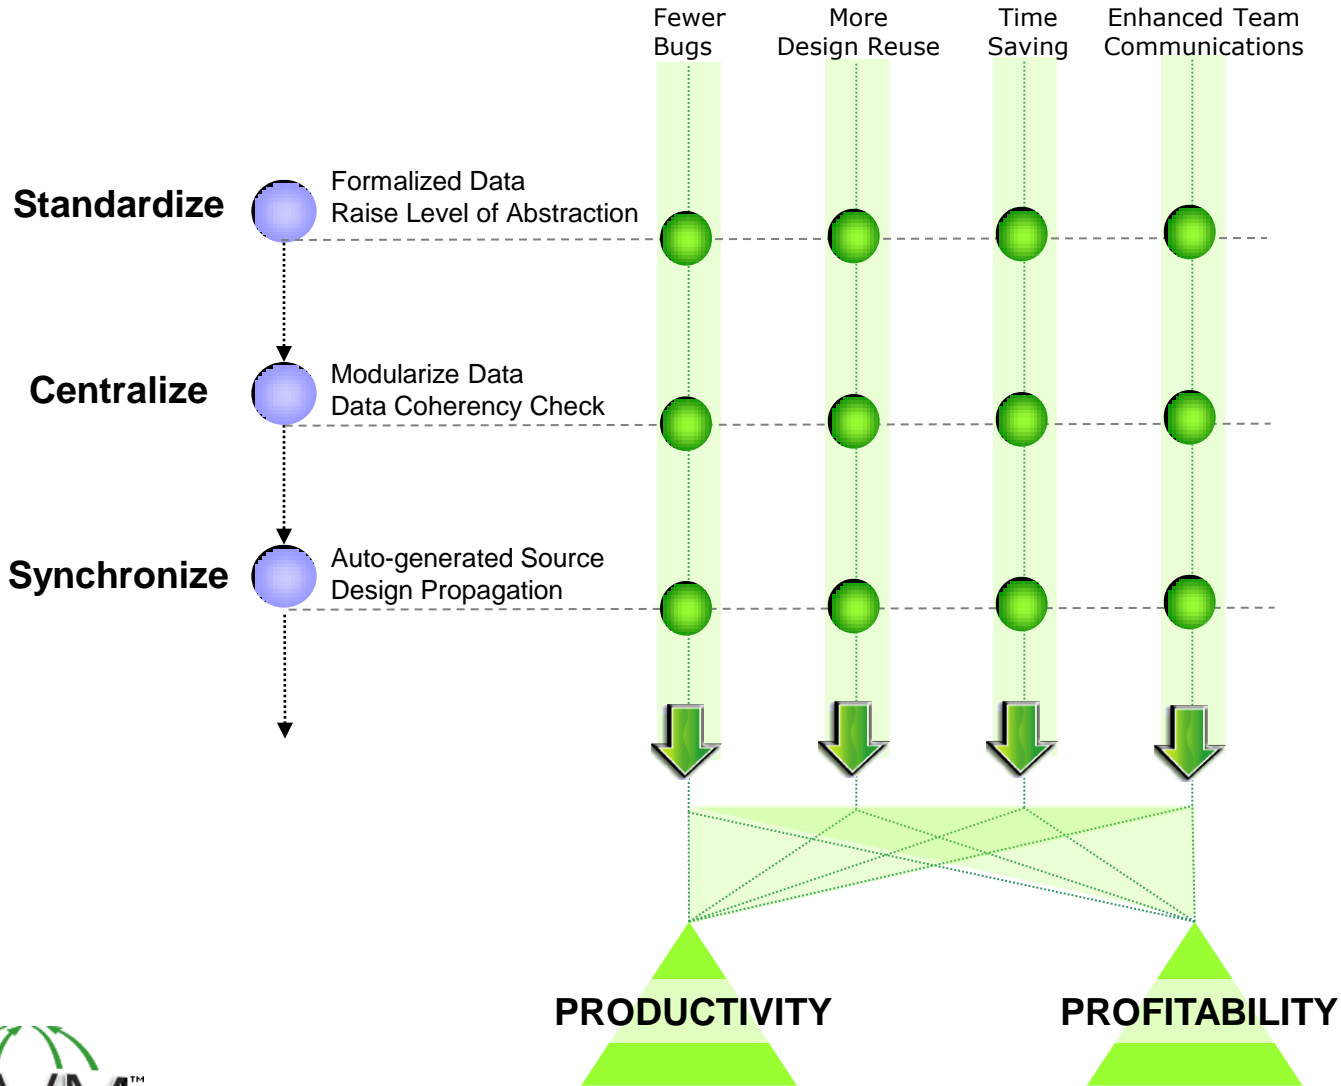 Fewer
Bugs
More
Design Reuse
Time
Saving
Enhanced Team
Communications
Standardize
Formalized Data
Raise Level of Abstraction
Centralize
Modularize Data
Data Coherency Check
Synchronize
Auto-generated Source
Design Propagation
PRODUCTIVITY
PROFITABILITY
TM